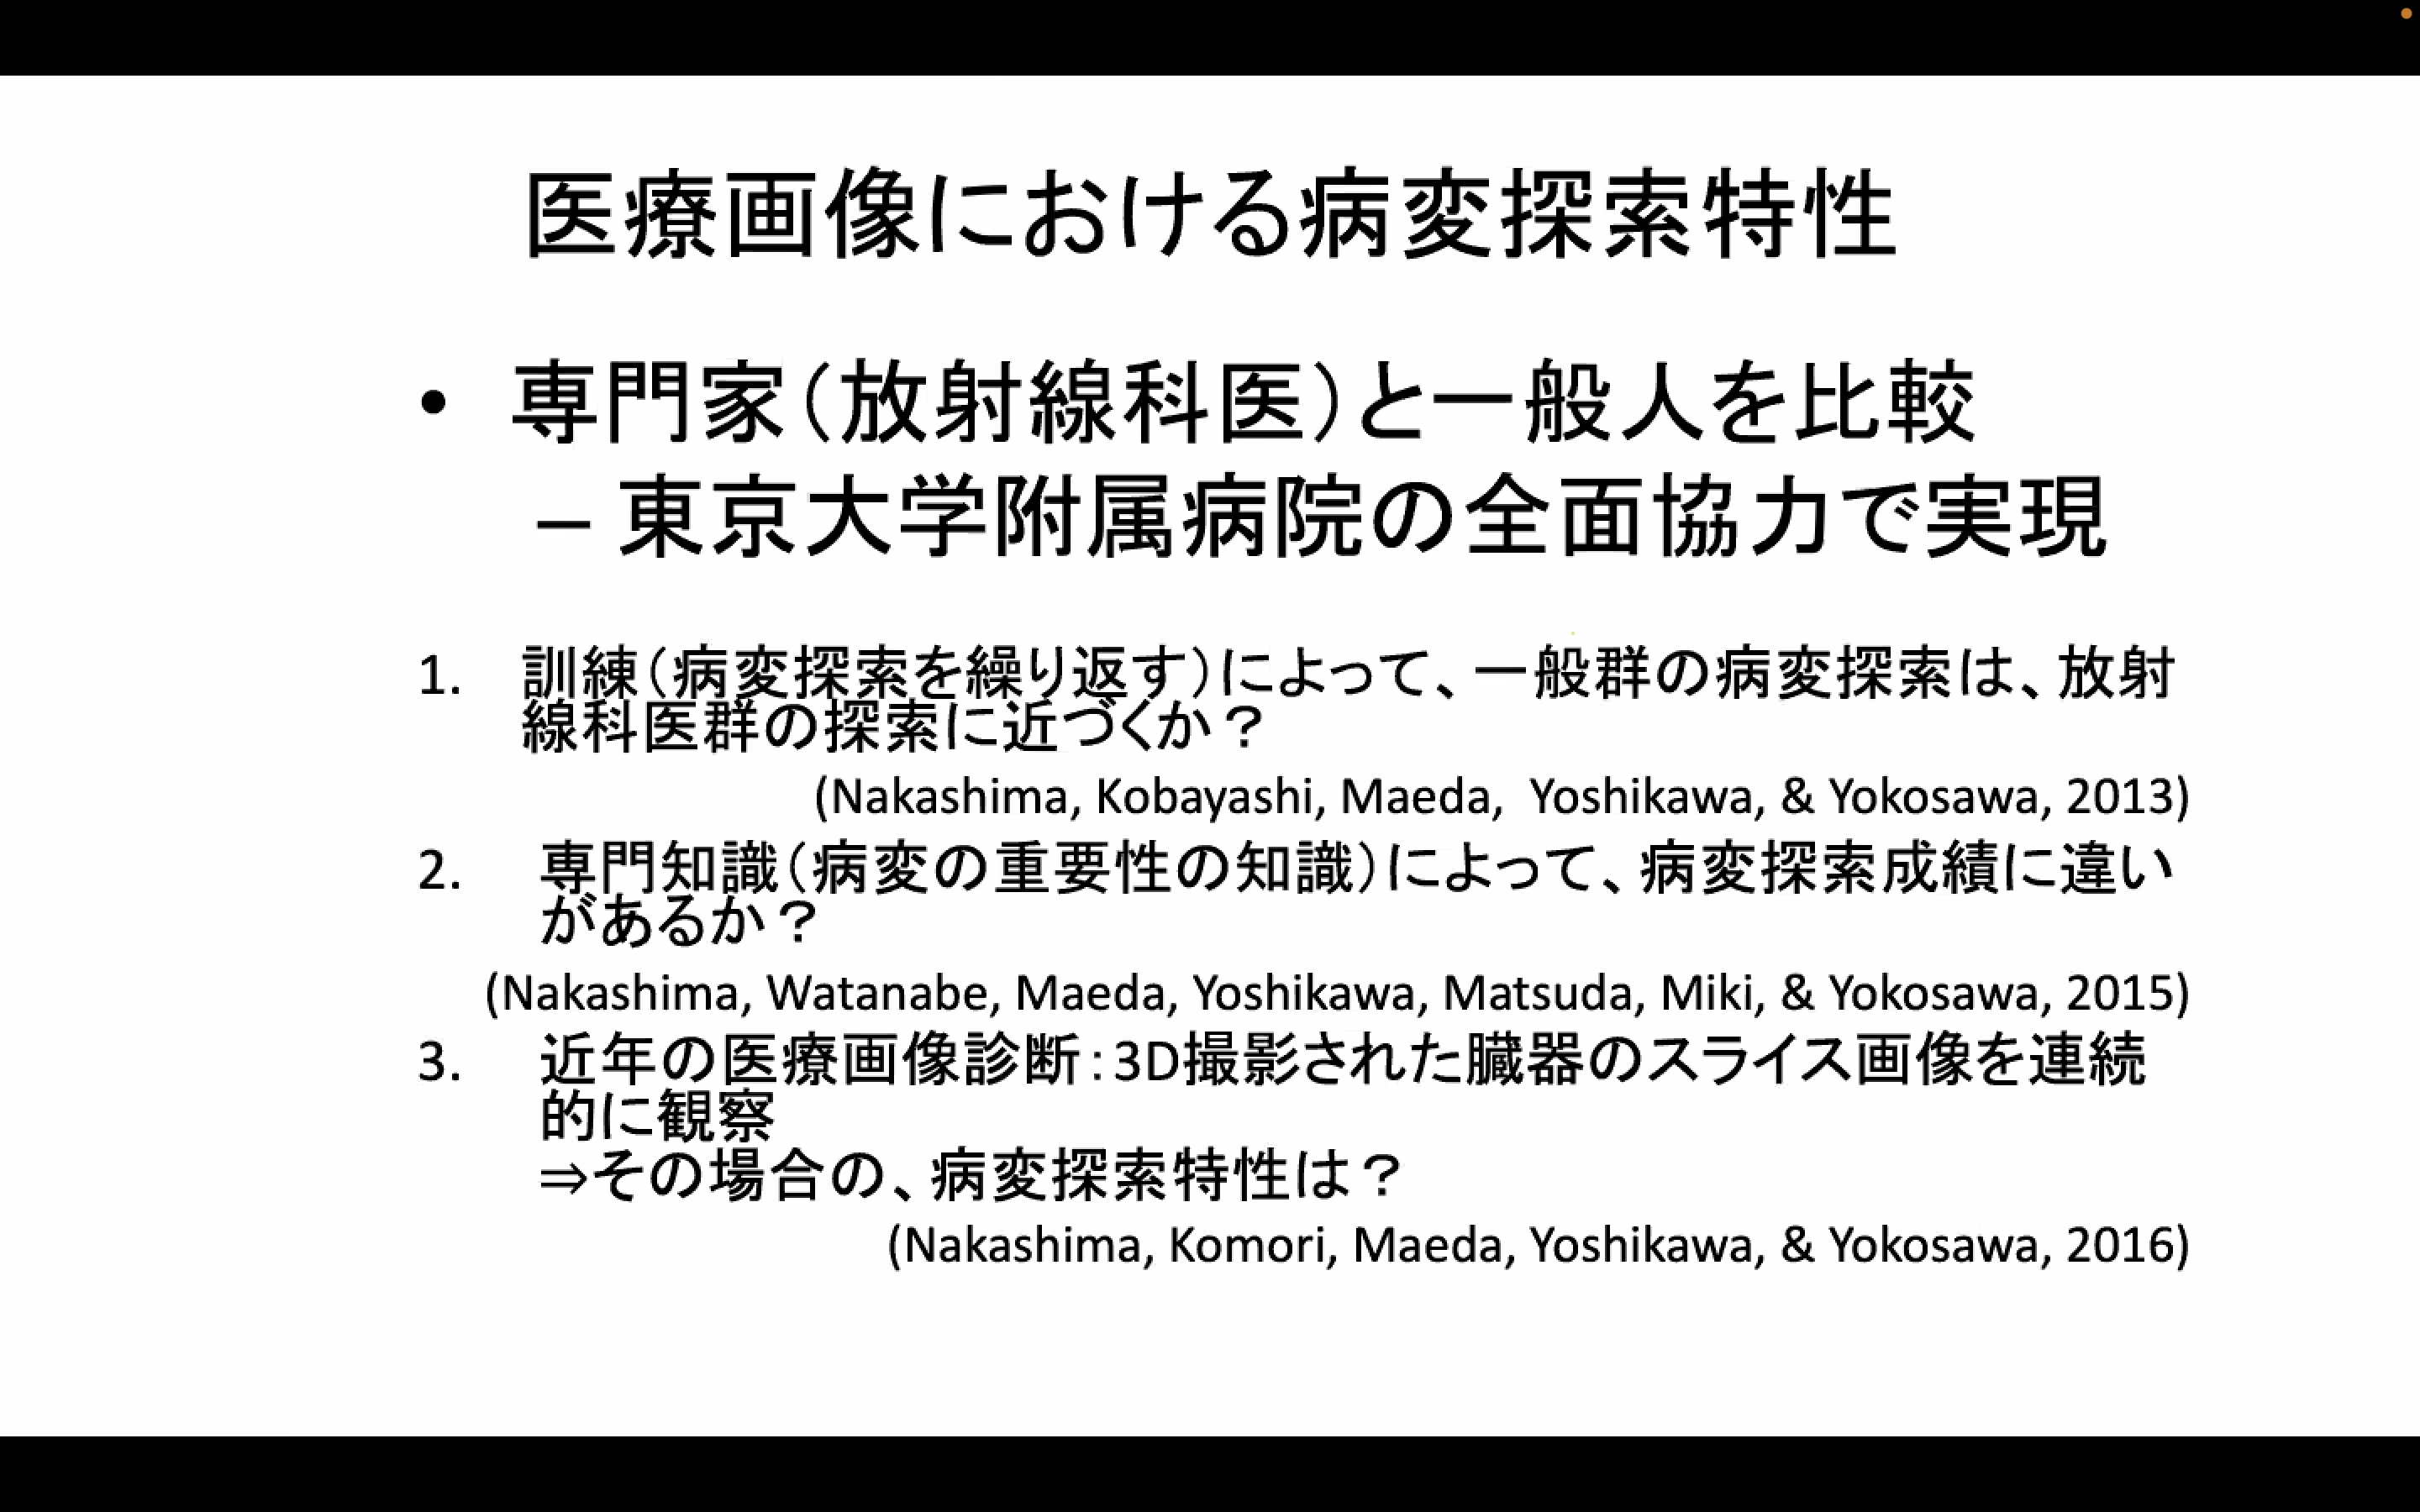 医療画像における病変探索特性
• 専門家（放射線科医）と一般人を比較
– 東京大学附属病院の全面協力で実現
1. 訓練（病変探索を繰り返す）によって、一般群の病変探索は、放射
線科医群の探索に近づくか？
(Nakashima, Kobayashi, Maeda, Yoshikawa, & Yokosawa, 2013)
2. 専門知識（病変の重要性の知識）によって、病変探索成績に違い
があるか？
(Nakashima, Watanabe, Maeda, Yoshikawa, Matsuda, Miki, & Yokosawa, 2015)
3. 近年の医療画像診断：3D撮影された臓器のスライス画像を連続
的に観察
⇒その場合の、病変探索特性は？
(Nakashima, Komori, Maeda, Yoshikawa, & Yokosawa, 2016)